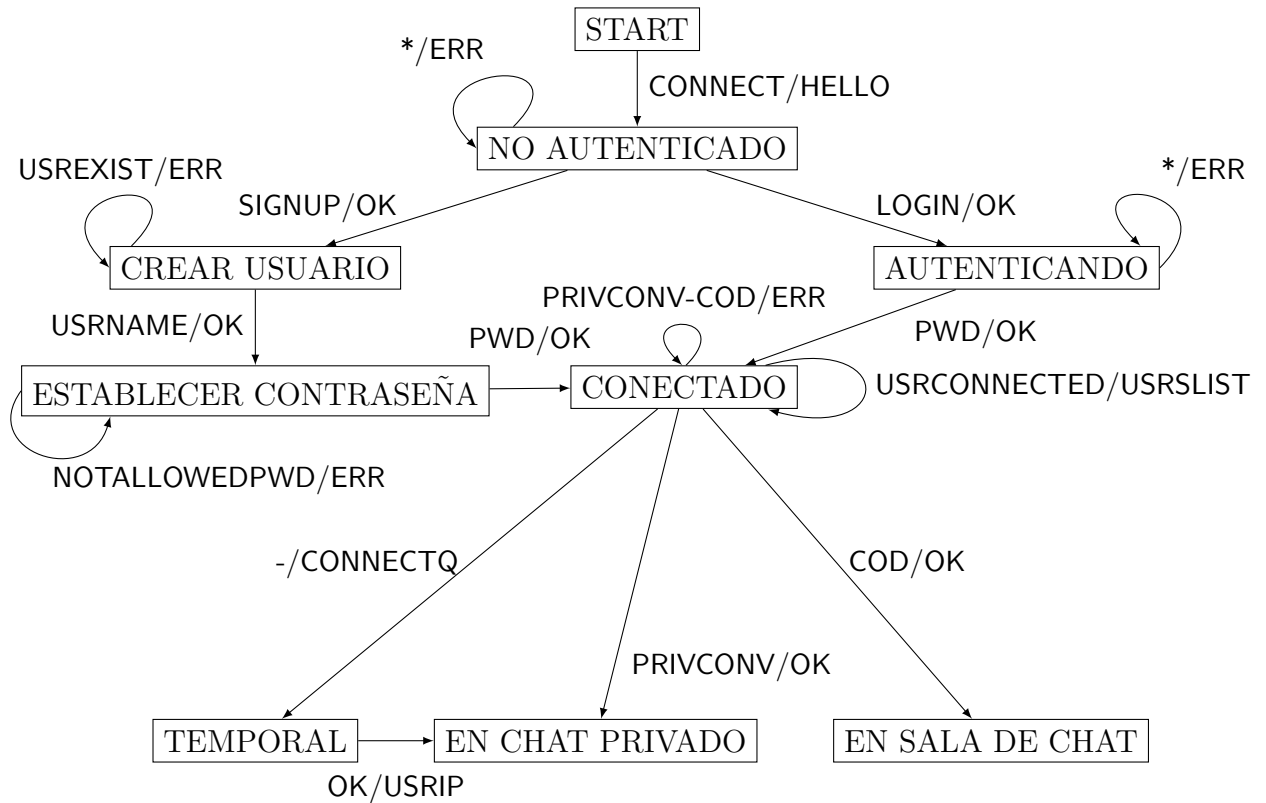 START
*/ERR
CONNECT/HELLO
NO AUTENTICADO
USREXIST/ERR
*/ERR
SIGNUP/OK
LOGIN/OK
CREAR USUARIO
AUTENTICANDO
PRIVCONV-COD/ERR
USRNAME/OK
PWD/OK
PWD/OK
ESTABLECER CONTRASEÑA
CONECTADO
USRCONNECTED/USRSLIST
NOTALLOWEDPWD/ERR
-/CONNECTQ
COD/OK
PRIVCONV/OK
TEMPORAL
EN CHAT PRIVADO
EN SALA DE CHAT
OK/USRIP